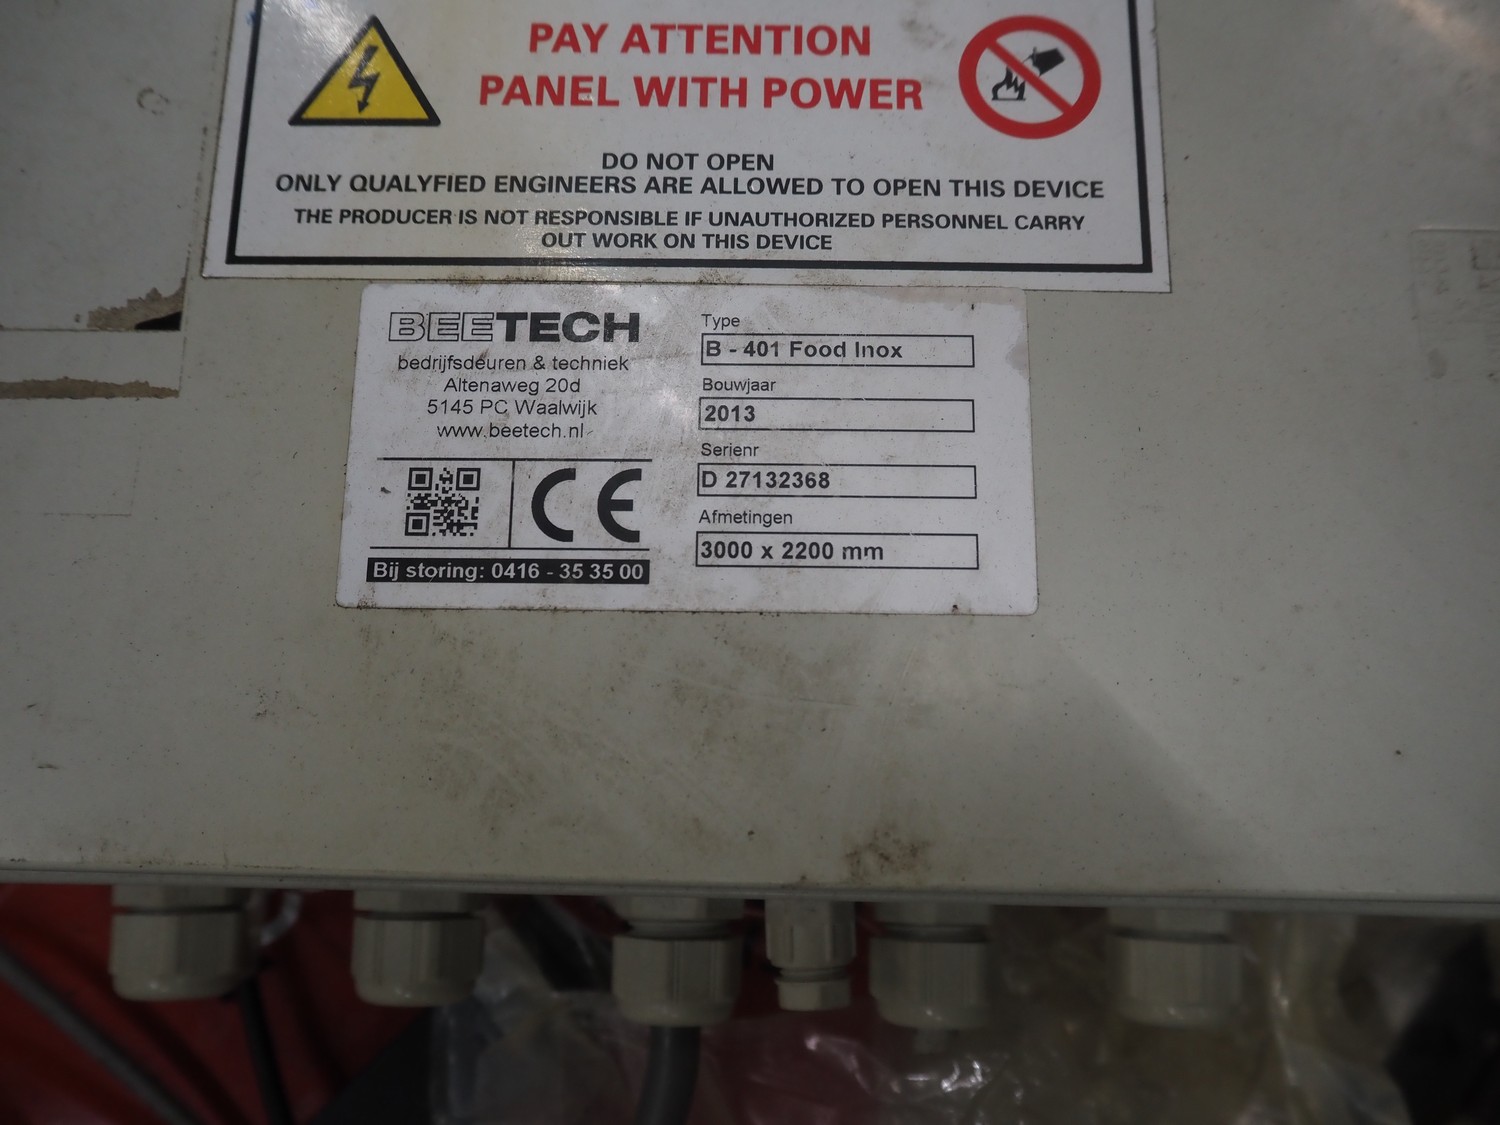 PAY ATTENTION
PANEL WITH POWER
DO NOT OPEN
ONLY QUALYFIED ENGINEERS ARE ALLOWED TO OPEN THIS DEVICE
THE PRODUCER IS NOT RESPONSIBLE IF UNAUTHORIZED PERSONNEL CARRY
OUT WORK ON THIS DEVICE
BEETECH
bedrijfsdeuren & techniek
Altenaweg 20d
5145 PC Waalwijk
www.beetech.nl
CE
Bij storing: 0416 - 35 35 00
Type
B - 401 Food Inox
Bouwjaar
2013
Serienr
D 27132368
Afmetingen
3000 x 2200 mm